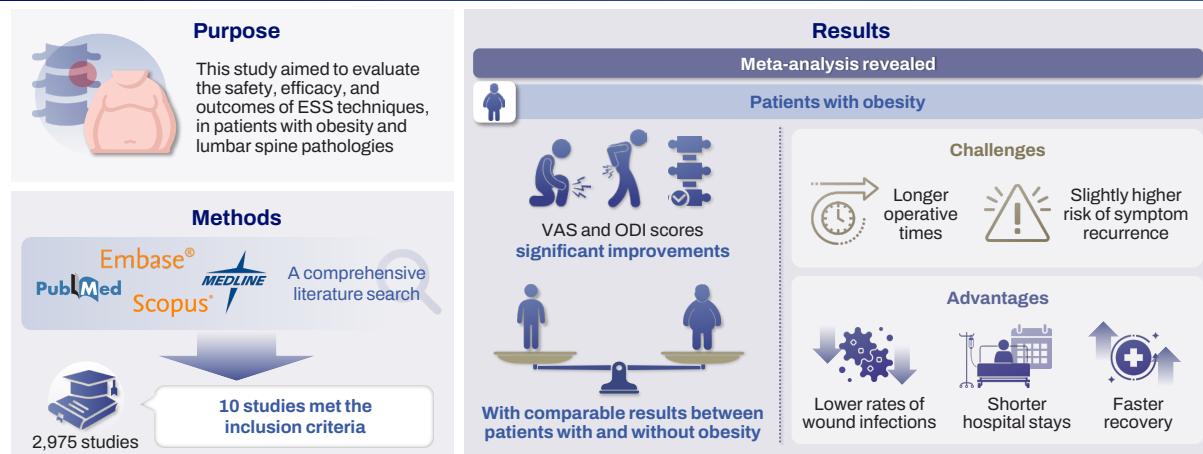 Purpose
This study aimed to evaluate
the safety, efficacy, and
outcomes of ESS techniques,
in patients with obesity and
lumbar spine pathologies
Methods
Embase®
PubMed
Scopus®
MEDLINE
A comprehensive
literature search
2,975 studies
10 studies met the
inclusion criteria
Results
Meta-analysis revealed
Patients with obesity
VAS and ODI scores
significant improvements
With comparable results between
patients with and without obesity
Challenges
Longer
operative
times
Slightly higher
risk of symptom
recurrence
Advantages
Lower rates of
wound infections
Shorter
hospital stays
Faster
recovery